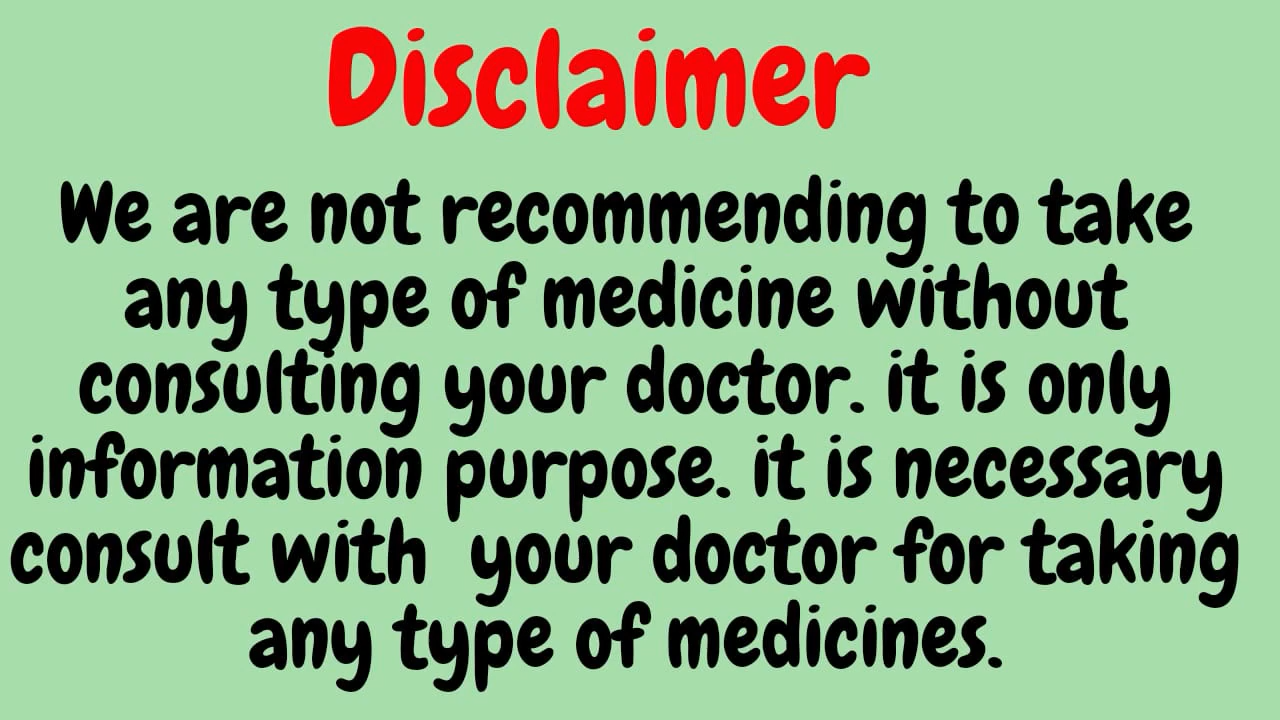 Disclaimer
We are not recommending to take
any type of medicine without
consulting your doctor. it is only
information purpose. it is necessary
consult with  your doctor for taking
any type of medicines.